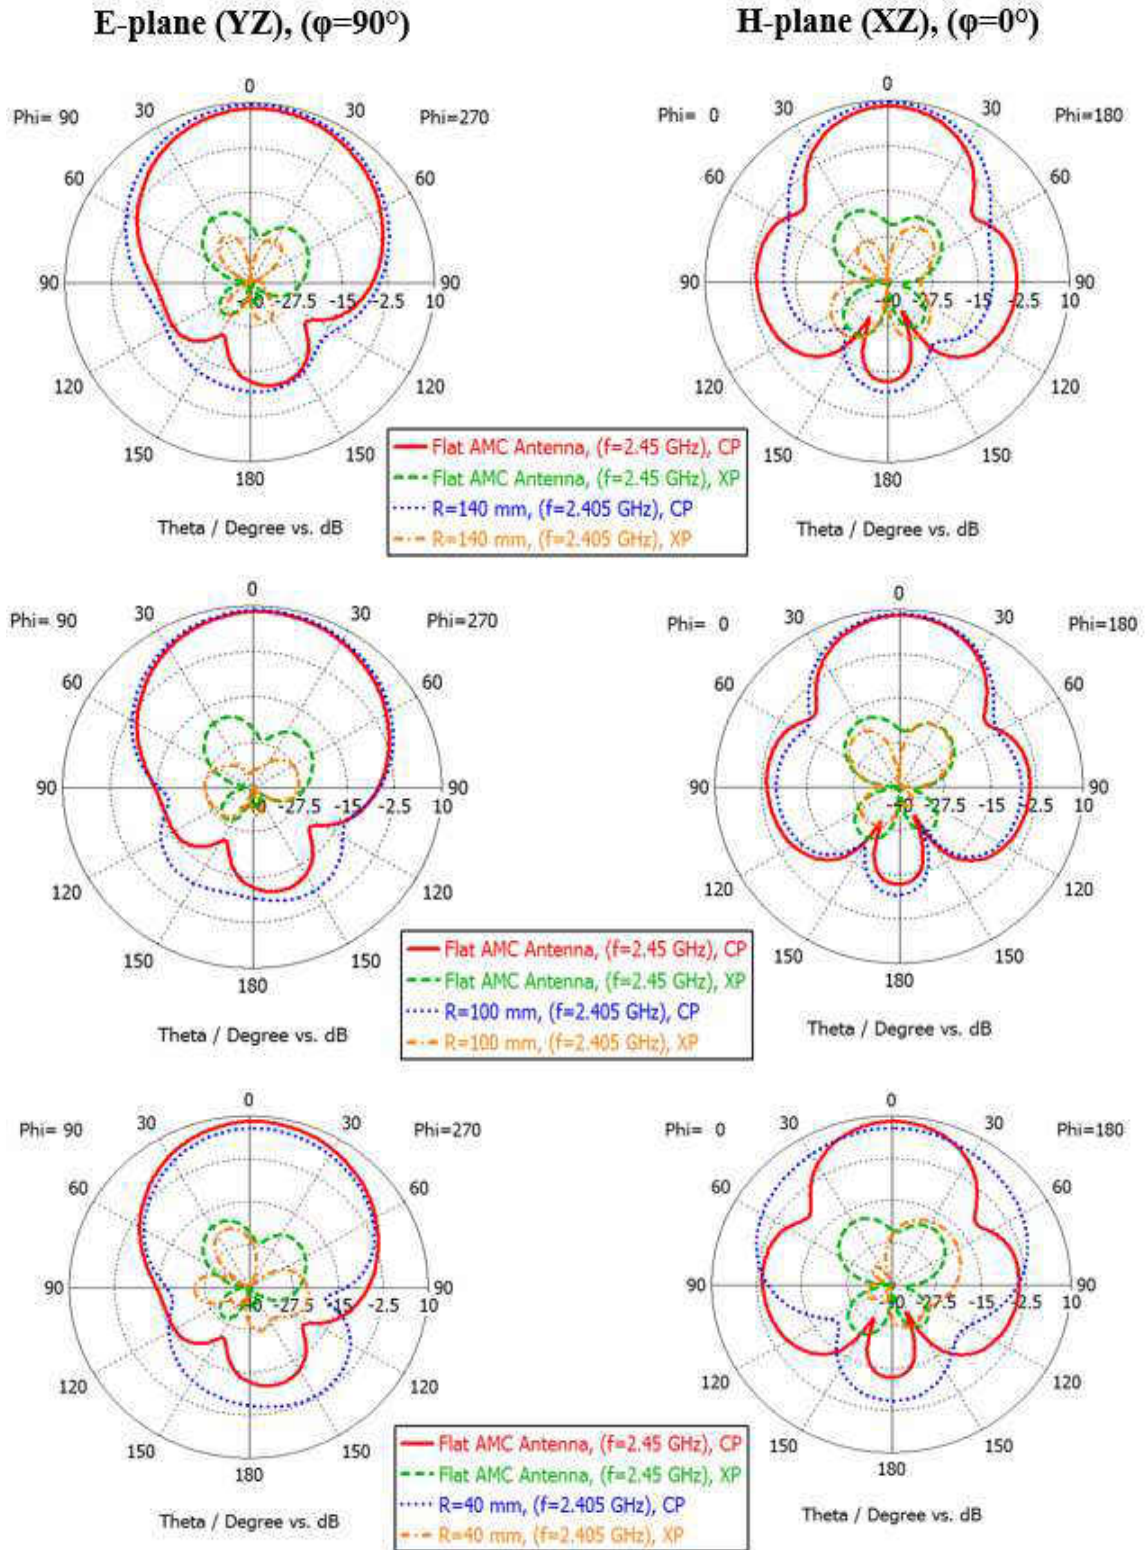 E-plane (YZ), (φ=90°)
H-plane (XZ), (φ=0°)
0
30
30
Phi= 90
Phi=270
60
60
90
90
-40 -27.5 -15 -2.5 10
120
120
150
150
180
Theta / Degree vs. dB
0
30
30
Phi= 0
Phi=180
60
60
90
90
-40 -27.5 -15 -2.5 10
120
120
150
150
180
Theta / Degree vs. dB
Flat AMC Antenna, (f=2.45 GHz), CP
Flat AMC Antenna, (f=2.45 GHz), XP
R=140 mm, (f=2.405 GHz), CP
R=140 mm, (f=2.405 GHz), XP
0
30
30
Phi= 90
Phi=270
60
60
90
90
-40 -27.5 -15 -2.5 10
120
120
150
150
180
Theta / Degree vs. dB
0
30
30
Phi= 0
Phi=180
60
60
90
90
-40 -27.5 -15 -2.5 10
120
120
150
150
180
Theta / Degree vs. dB
Flat AMC Antenna, (f=2.45 GHz), CP
Flat AMC Antenna, (f=2.45 GHz), XP
R=100 mm, (f=2.405 GHz), CP
R=100 mm, (f=2.405 GHz), XP
0
30
30
Phi= 90
Phi=270
60
60
90
90
-40 -27.5 -15 -2.5 10
120
120
150
150
180
Theta / Degree vs. dB
0
30
30
Phi= 0
Phi=180
60
60
90
90
-40 -27.5 -15 -2.5 10
120
120
150
150
180
Theta / Degree vs. dB
Flat AMC Antenna, (f=2.45 GHz), CP
Flat AMC Antenna, (f=2.45 GHz), XP
R=40 mm, (f=2.405 GHz), CP
R=40 mm, (f=2.405 GHz), XP